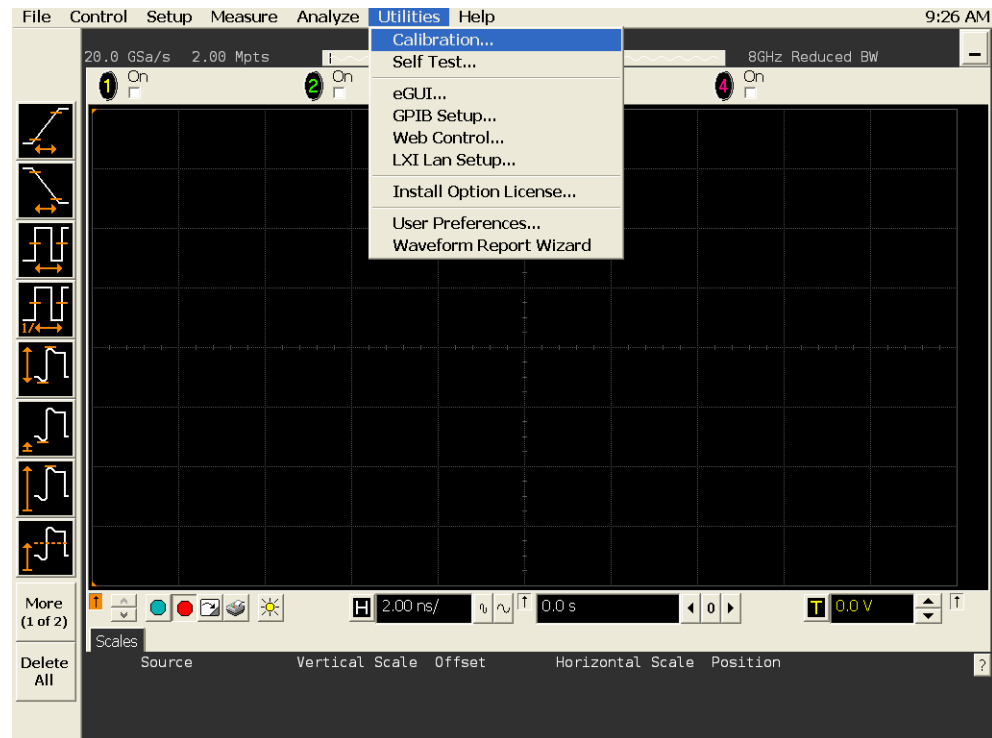 File Control Setup Measure Analyze Utilities Help 9:26 AM
Calibration...
20.0 GSa/s 2.00 Mpts 8GHz Reduced BW
Self Test...
1 On 2 On 4 On
eGUI...
GPIB Setup...
Web Control...
LXI Lan Setup...
Install Option License...
User Preferences...
Waveform Report Wizard
1/
More
(1 of 2)
H 2.00 ns/ 0.0 s 0 T 0.0 V
Scales
Delete
All
Source Vertical Scale Offset Horizontal Scale Position ?